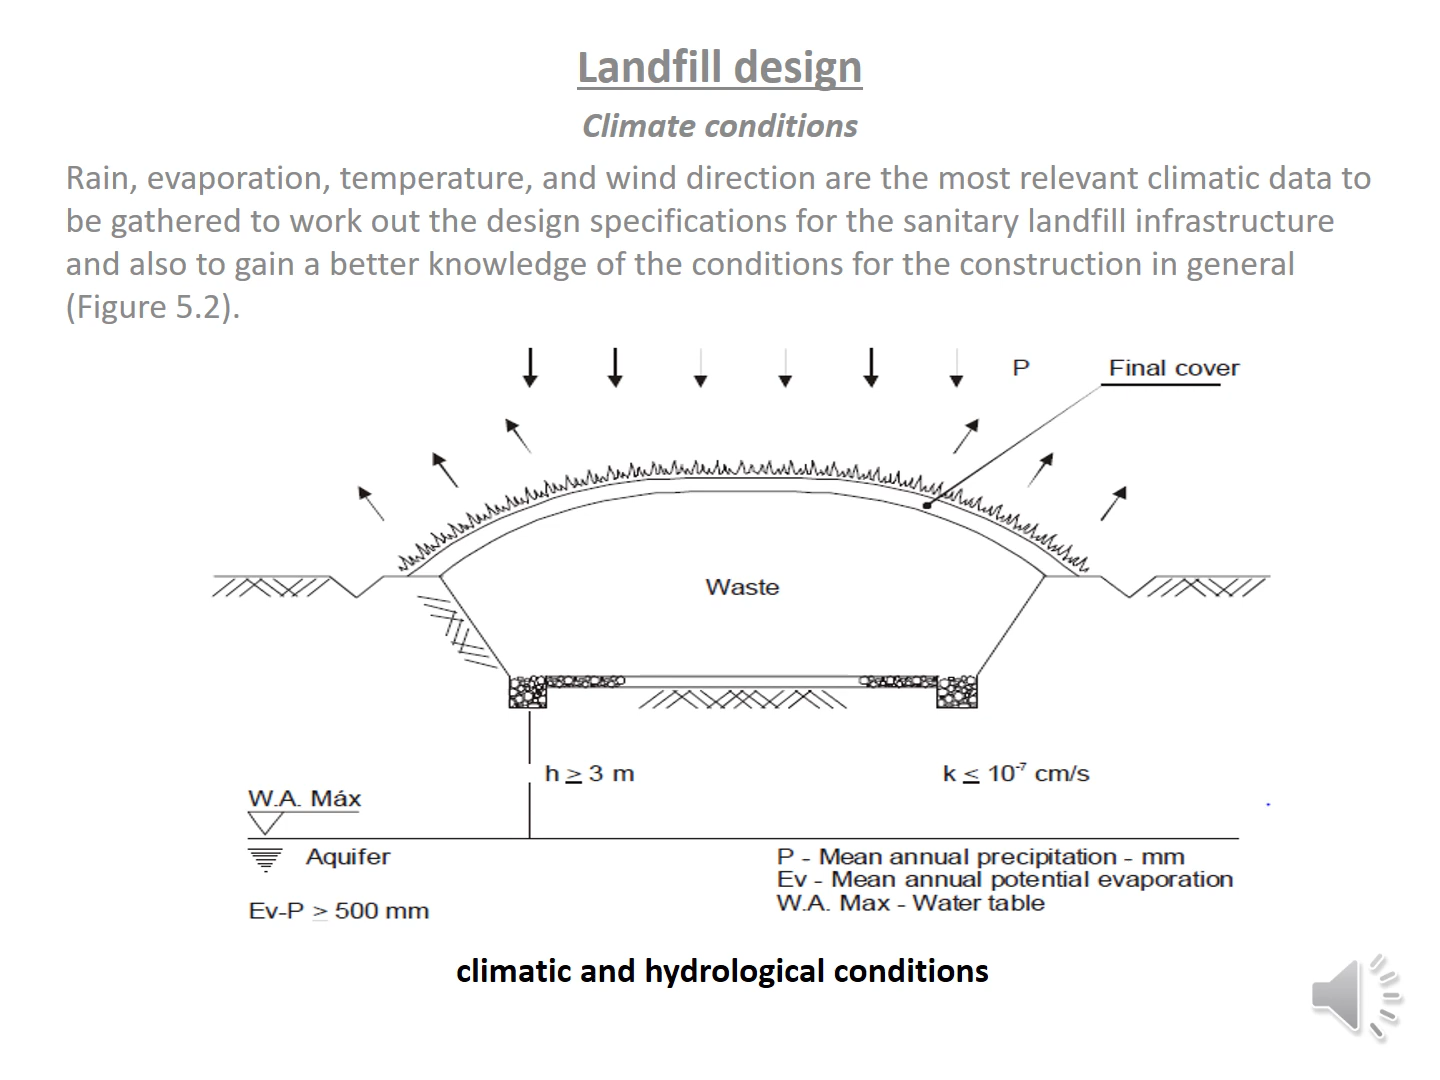 Landfill design
Climate conditions
Rain, evaporation, temperature, and wind direction are the most relevant climatic data to
be gathered to work out the design specifications for the sanitary landfill infrastructure
and also to gain a better knowledge of the conditions for the construction in general
(Figure 5.2).
P
Final cover
Waste
h ≥ 3 m
k ≤ 10⁻⁷ cm/s
W.A. Máx
Aquifer
P - Mean annual precipitation - mm
Ev - Mean annual potential evaporation
W.A. Max - Water table
Ev-P ≥ 500 mm
climatic and hydrological conditions